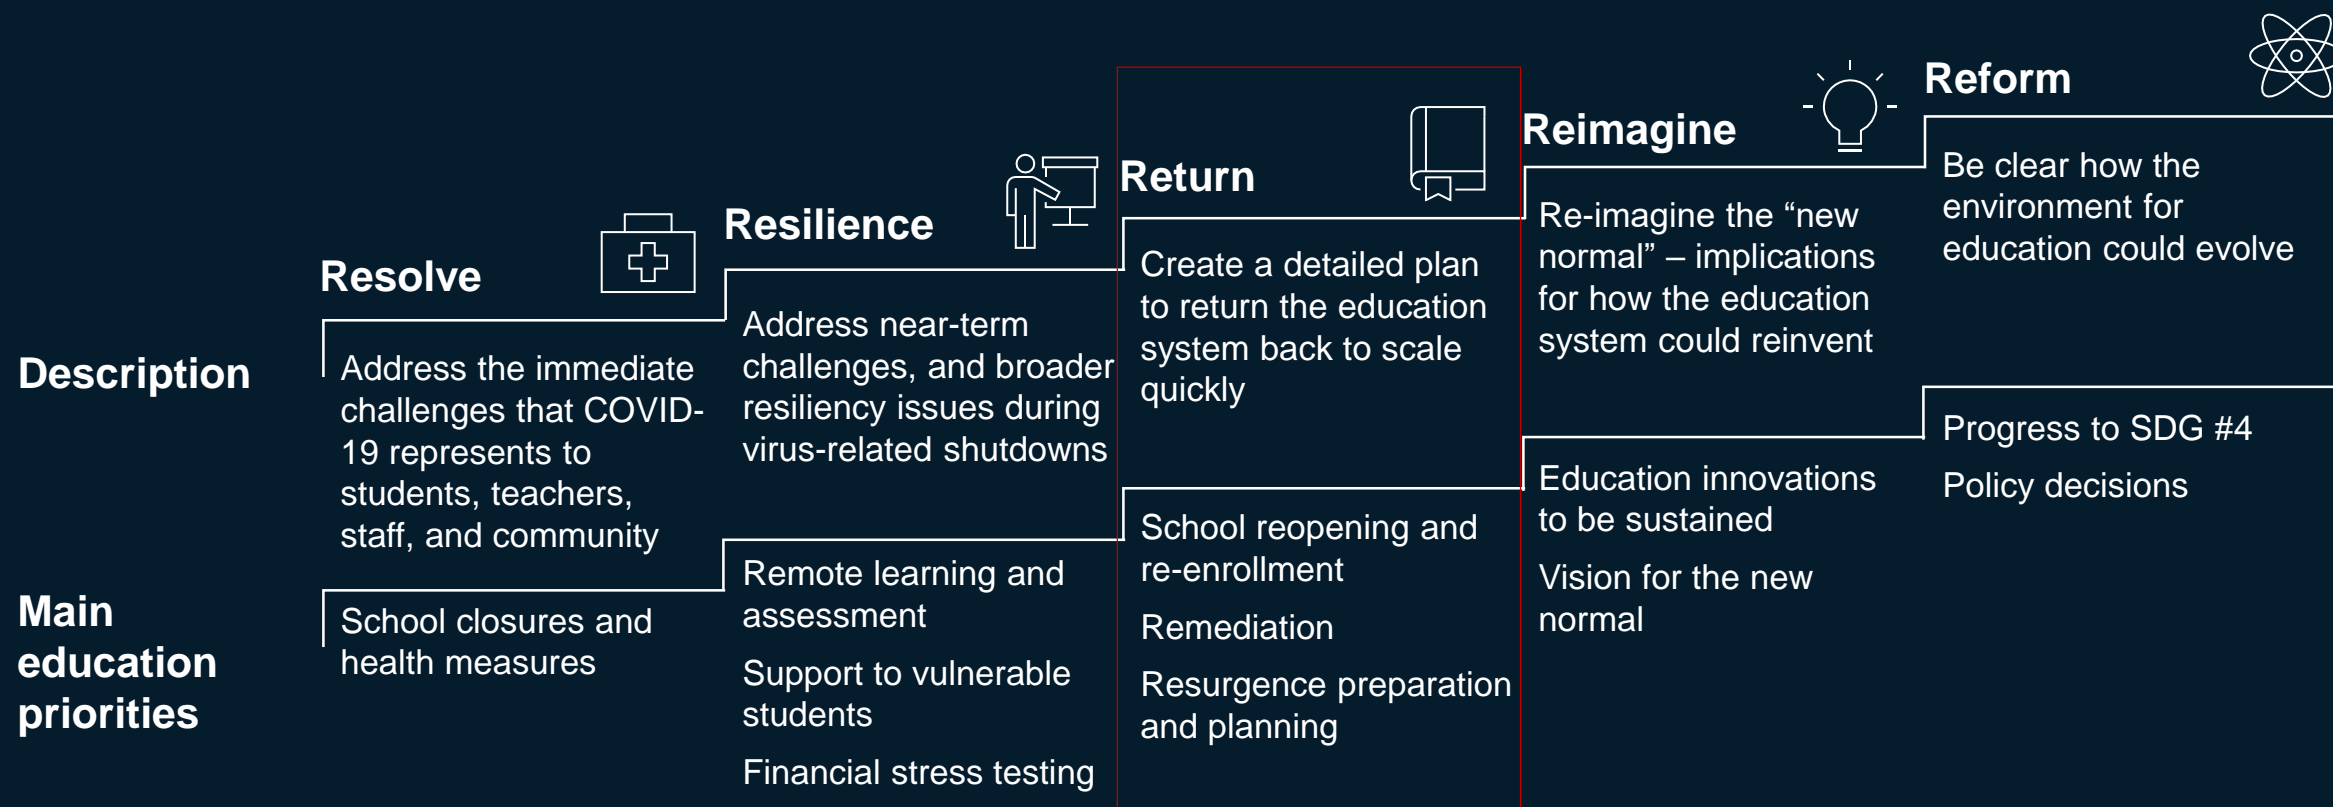 Resolve
Resilience
Return
Reimagine
Reform
Description
Address the immediate
challenges that COVID-
19 represents to
students, teachers,
staff, and community
Address near-term
challenges, and broader
resiliency issues during
virus-related shutdowns
Create a detailed plan
to return the education
system back to scale
quickly
Re-imagine the “new
normal” – implications
for how the education
system could reinvent
Be clear how the
environment for
education could evolve
Main
education
priorities
School closures and
health measures
Remote learning and
assessment
Support to vulnerable
students
Financial stress testing
School reopening and
re-enrollment
Remediation
Resurgence preparation
and planning
Education innovations
to be sustained
Vision for the new
normal
Progress to SDG #4
Policy decisions